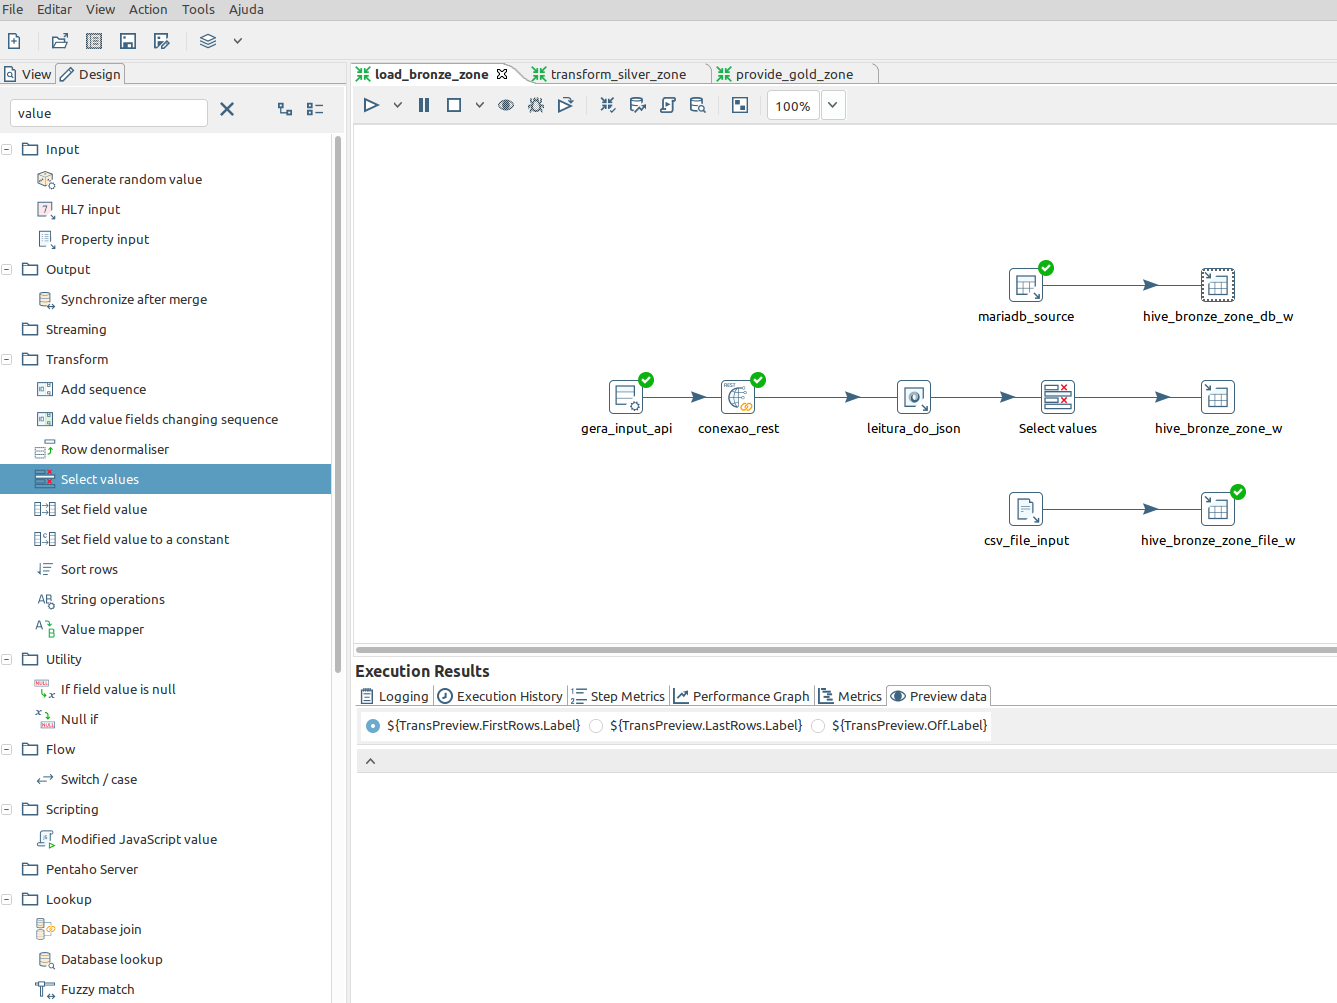 File Editar View Action Tools Ajuda
View Design
load_bronze_zone transform_silver_zone provide_gold_zone
value
100%
Input
Generate random value
HL7 input
Property input
Output
Synchronize after merge
Streaming
Transform
Add sequence
Add value fields changing sequence
Row denormaliser
Select values
Set field value
Set field value to a constant
Sort rows
String operations
Value mapper
Utility
If field value is null
Null if
Flow
Switch / case
Scripting
Modified JavaScript value
Pentaho Server
Lookup
Database join
Database lookup
Fuzzy match
mariadb_source hive_bronze_zone_db_w
gera_input_api conexao_rest leitura_do_json Select values hive_bronze_zone_w
csv_file_input hive_bronze_zone_file_w
Execution Results
Logging Execution History Step Metrics Performance Graph Metrics Preview data
${TransPreview.FirstRows.Label} ${TransPreview.LastRows.Label} ${TransPreview.Off.Label}